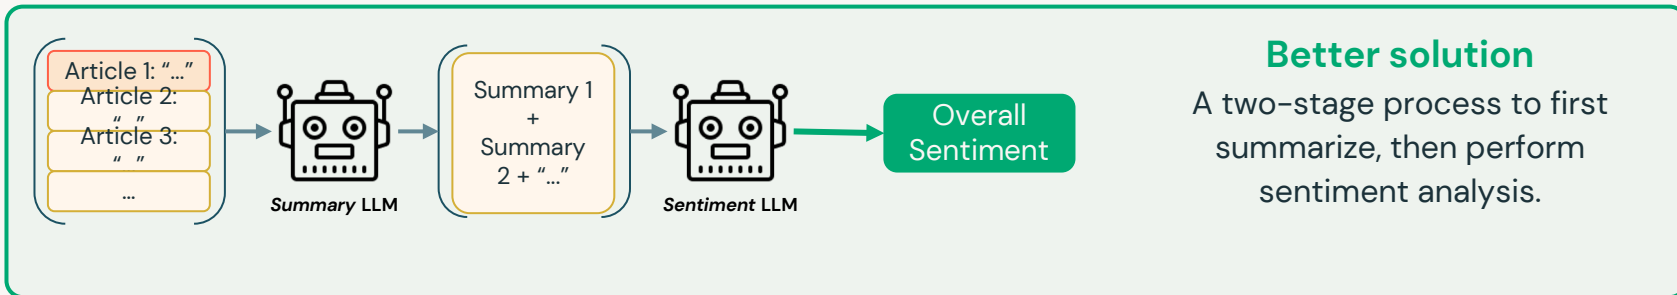 Article 1: “...”
Article 2:
“...”
Article 3:
“...”
...
Summary LLM
Summary 1
+
Summary
2 + “...”
Sentiment LLM
Overall
Sentiment
Better solution
A two-stage process to first
summarize, then perform
sentiment analysis.